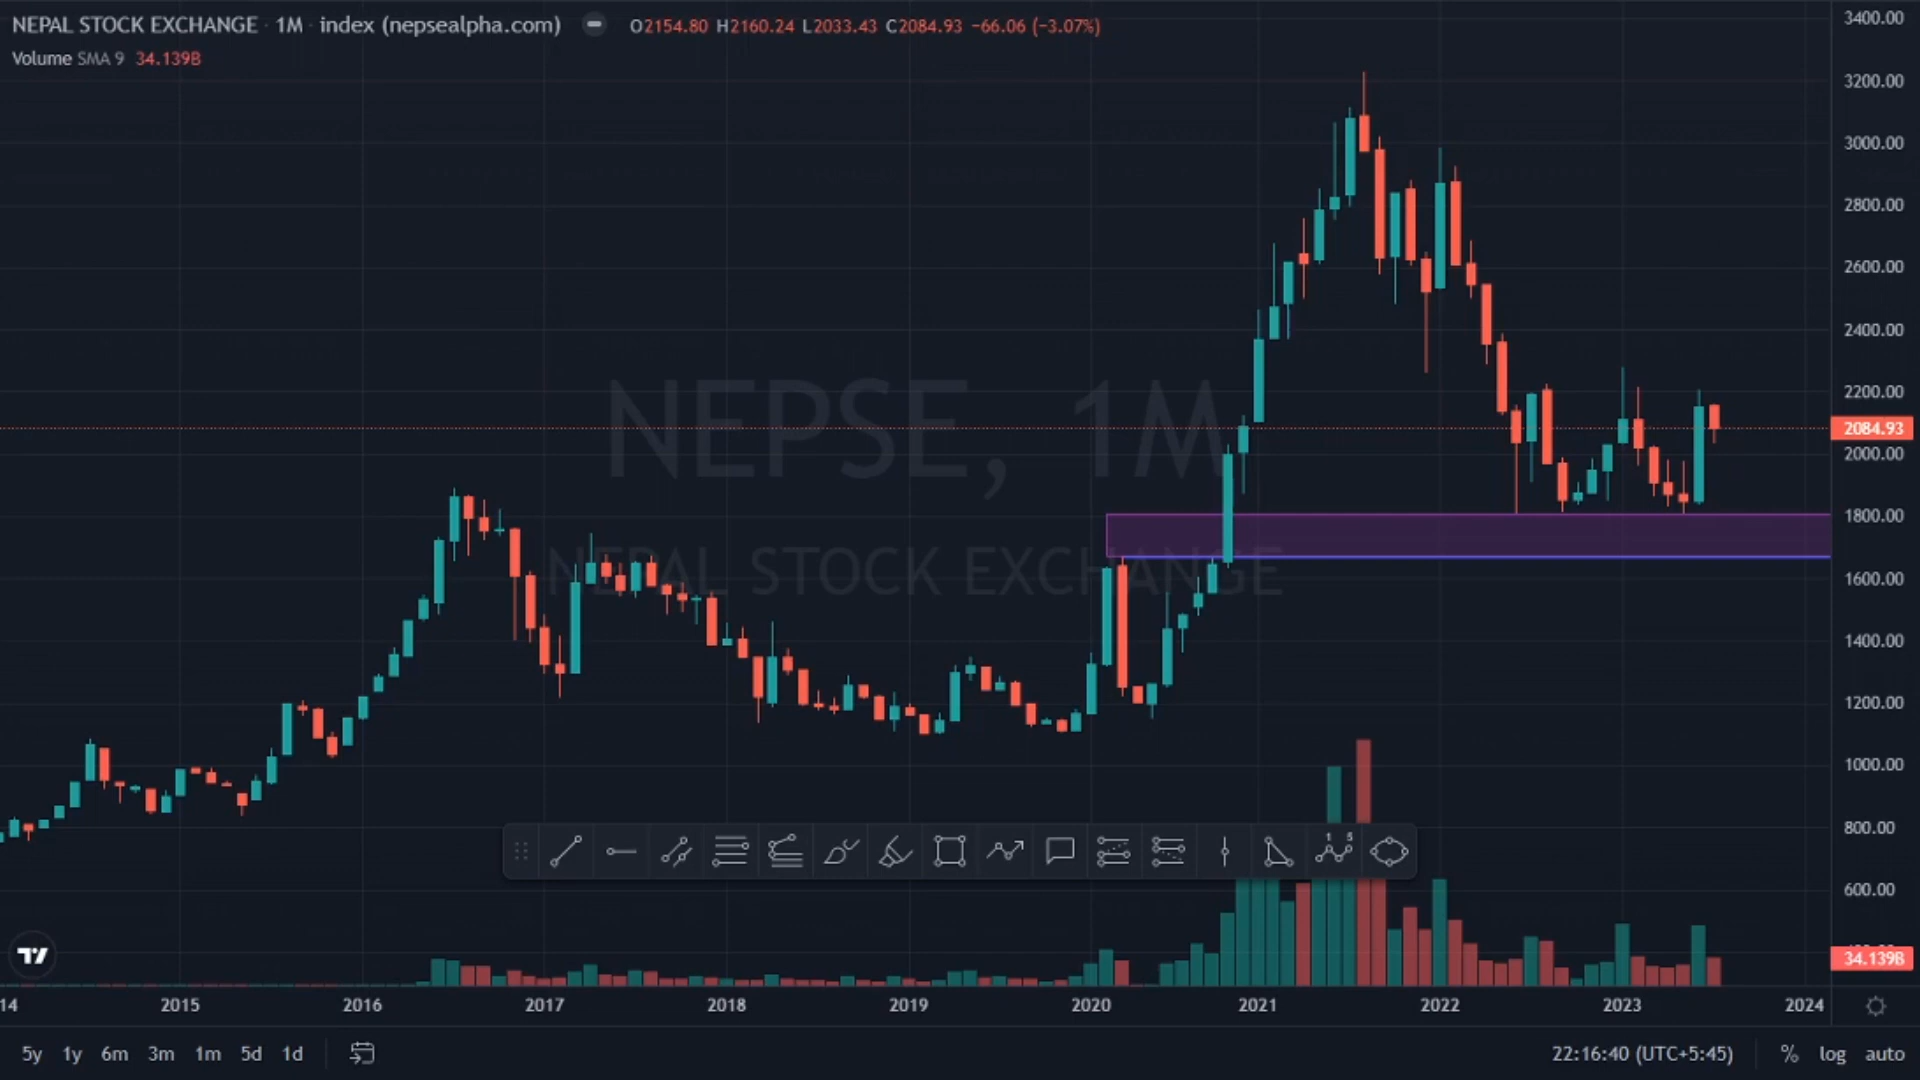 NEPAL STOCK EXCHANGE · 1M · index (nepsealpha.com) O2154.80 H2160.24 L2033.43 C2084.93 −66.06 (−3.07%)
Volume SMA 9 34.139B
3400.00
3200.00
3000.00
2800.00
2600.00
2400.00
2200.00
2084.93
2000.00
1800.00
1600.00
1400.00
1200.00
1000.00
800.00
600.00
34.139B
NEPSE, 1M
NEPAL STOCK EXCHANGE
1 5
14 2015 2016 2017 2018 2019 2020 2021 2022 2023 2024
5y 1y 6m 3m 1m 5d 1d 22:16:40 (UTC+5:45) % log auto